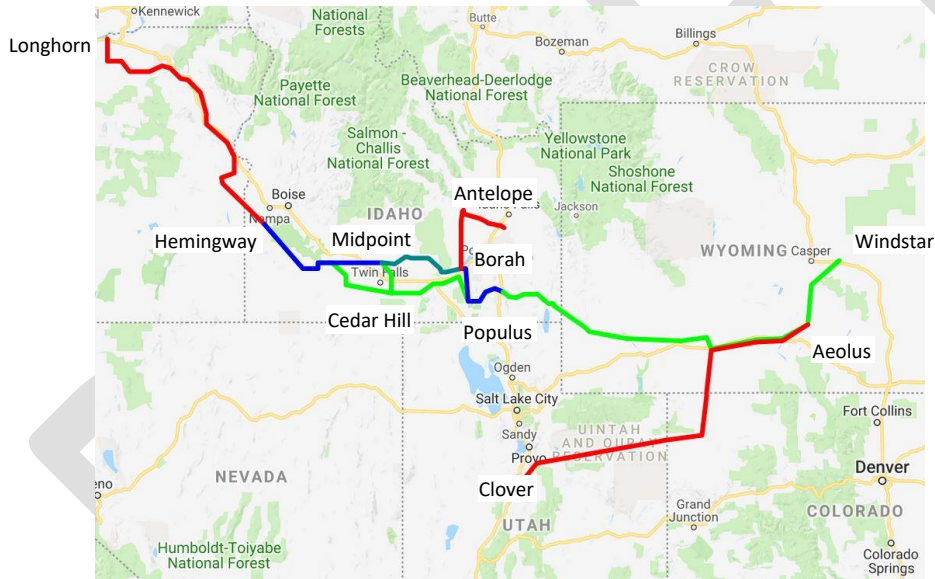 Kennewick
National
Forests
Butte
Bozeman
Billings
Longhorn
CROW
RESERVATION
Payette
National Forest
Beaverhead-Deerlodge
National Forest
Salmon -
Challis
National Forest
Yellowstone
National Park
Shoshone
National Forest
Antelope
Boise
Nampa
IDAHO
Jackson
Hemingway
Midpoint
Borah
WYOMING
Casper
Windstar
Twin Falls
Cedar Hill
Populus
Aeolus
Ogden
Salt Lake City
Fort Collins
Sandy
Provo
UINTAH
AND OURAY
RESERVATION
NEVADA
Clover
Denver
Grand
Junction
COLORADO
UTAH
Humboldt-Toiyabe
National Forest
Colorado
Springs